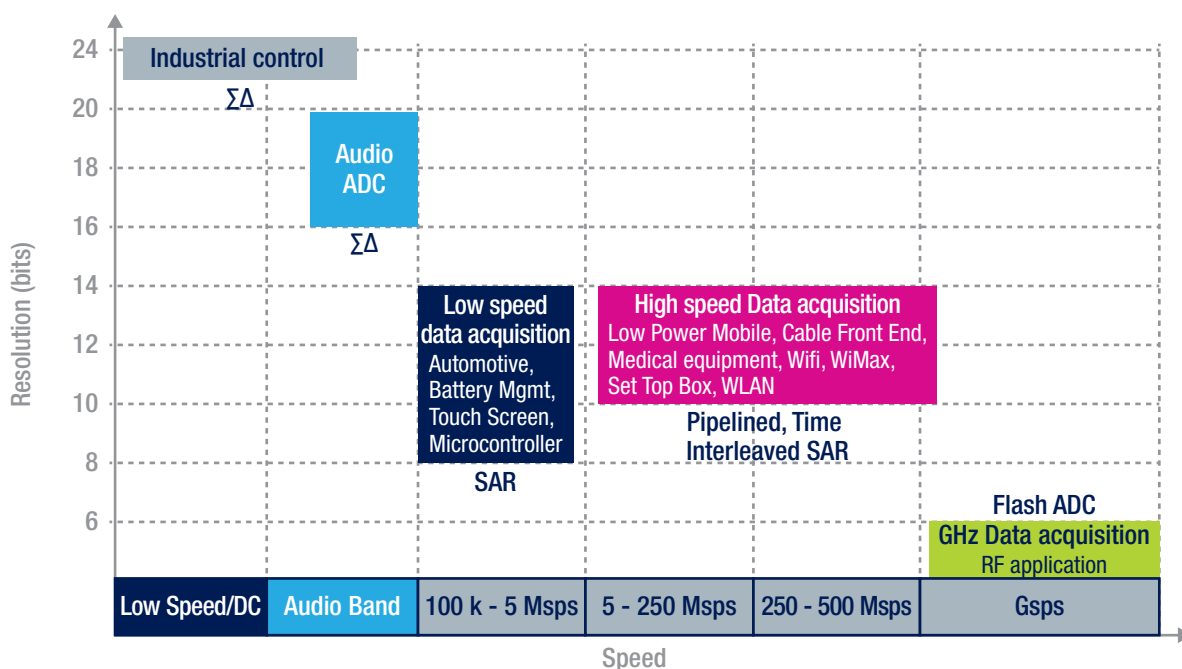 24
22
20
18
16
14
12
10
8
6
Resolution (bits)
Industrial control
ΣΔ
Audio
ADC
ΣΔ
Low speed
data acquisition
Automotive,
Battery Mgmt,
Touch Screen,
Microcontroller
SAR
High speed Data acquisition
Low Power Mobile, Cable Front End,
Medical equipment, Wifi, WiMax,
Set Top Box, WLAN
Pipelined, Time
Interleaved SAR
Flash ADC
GHz Data acquisition
RF application
Low Speed/DC
Audio Band
100 k - 5 Msps
5 - 250 Msps
250 - 500 Msps
Gsps
Speed